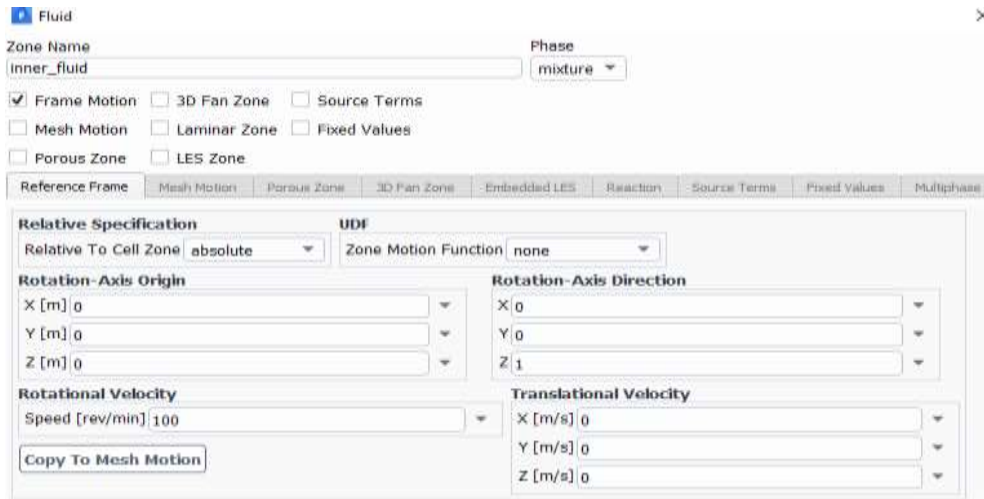 Fluid
Zone Name
Phase
inner_fluid
mixture
Frame Motion 3D Fan Zone Source Terms
Mesh Motion Laminar Zone Fixed Values
Porous Zone LES Zone
Reference Frame Mesh Motion Porous Zone 3D Fan Zone Embedded LES Reaction Source Terms Fixed Values Multiphase
Relative Specification
UDF
Relative To Cell Zone absolute
Zone Motion Function none
Rotation-Axis Origin
Rotation-Axis Direction
X [m] 0
X 0
Y [m] 0
Y 0
Z [m] 0
Z 1
Rotational Velocity
Translational Velocity
Speed [rev/min] 100
X [m/s] 0
Y [m/s] 0
Copy To Mesh Motion
Z [m/s] 0